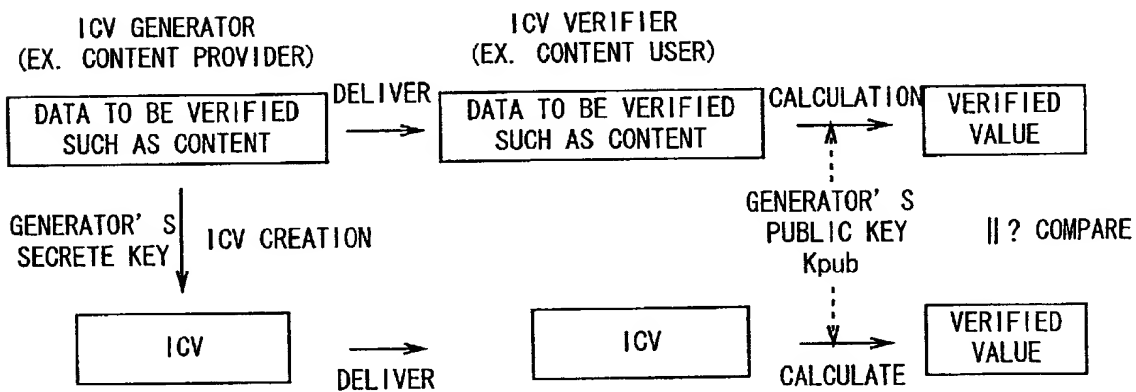 ICV GENERATOR
(EX. CONTENT PROVIDER)
ICV VERIFIER
(EX. CONTENT USER)
DATA TO BE VERIFIED
SUCH AS CONTENT
DELIVER
DATA TO BE VERIFIED
SUCH AS CONTENT
CALCULATION
VERIFIED
VALUE
GENERATOR' S
SECRETE KEY
ICV CREATION
GENERATOR' S
PUBLIC KEY
Kpub
||? COMPARE
ICV
DELIVER
ICV
CALCULATE
VERIFIED
VALUE